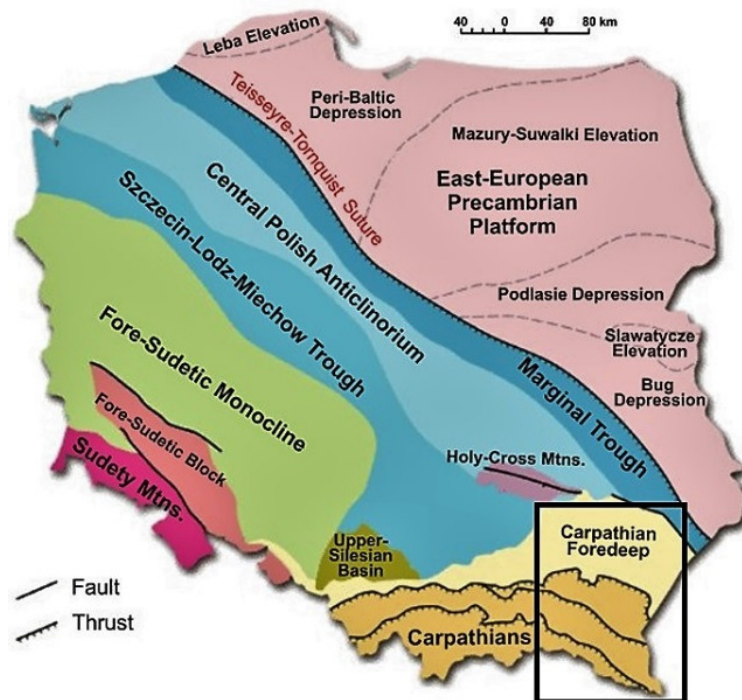 40 0 80 km
Leba Elevation
Peri-Baltic
Depression
Teisseyre-Tornquist Suture
Mazury-Suwalki Elevation
East-European
Precambrian
Platform
Central Polish Anticlinorium
Szczecin-Lodz-Miechow Trough
Podlasie Depression
Slawatycze
Elevation
Bug
Depression
Marginal Trough
Fore-Sudetic Monocline
Fore-Sudetic Block
Sudety Mtns.
Holy-Cross Mtns.
Upper-
Silesian
Basin
Carpathian
Foredeep
Carpathians
Fault
Thrust